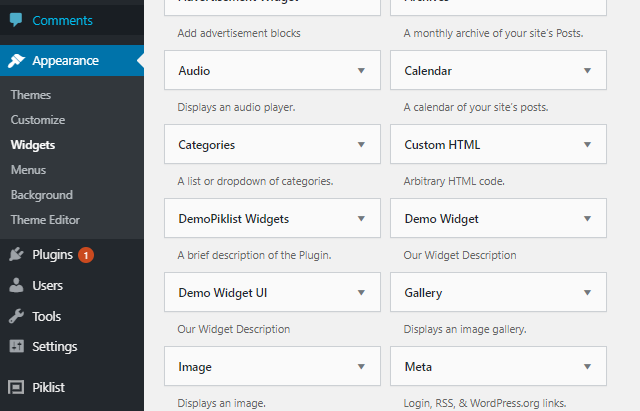 Comments
Appearance
Themes
Customize
Widgets
Menus
Background
Theme Editor
Plugins 1
Users
Tools
Settings
Piklist
Advertisement Widget
Archives
Add advertisement blocks
A monthly archive of your site's Posts.
Audio
Calendar
Displays an audio player.
A calendar of your site's posts.
Categories
Custom HTML
A list or dropdown of categories.
Arbitrary HTML code.
DemoPiklist Widgets
Demo Widget
A brief description of the Plugin.
Our Widget Description
Demo Widget UI
Gallery
Our Widget Description
Displays an image gallery.
Image
Meta
Displays an image.
Login, RSS, & WordPress.org links.